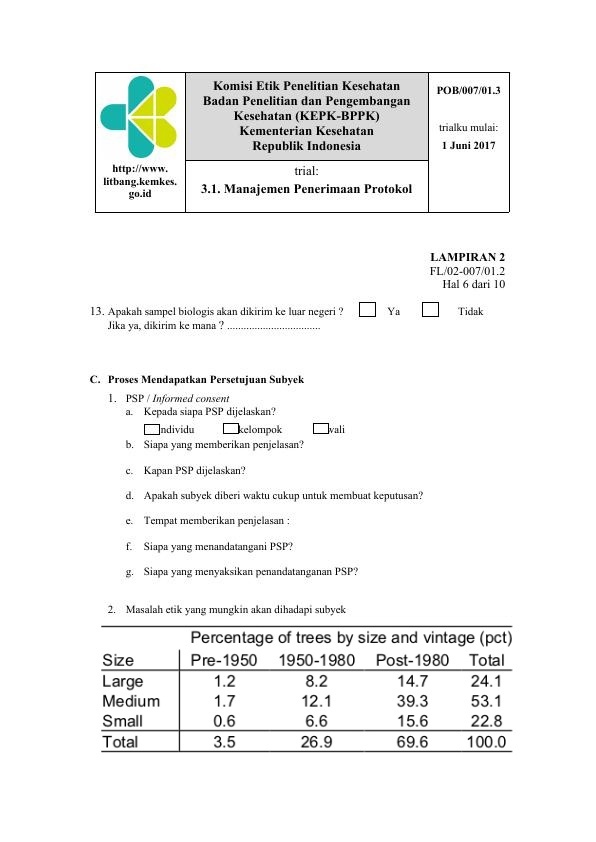 Komisi Etik Penelitian Kesehatan
Badan Penelitian dan Pengembangan
Kesehatan (KEPK-BPPK)
Kementerian Kesehatan
Republik Indonesia
POB/007/01.3
trialku mulai:
1 Juni 2017
http://www.
litbang.kemkes.
go.id
trial:
3.1. Manajemen Penerimaan Protokol
LAMPIRAN 2
FL/02-007/01.2
Hal 6 dari 10
13. Apakah sampel biologis akan dikirim ke luar negeri ? Ya Tidak
Jika ya, dikirim ke mana ? ..................................
C. Proses Mendapatkan Persetujuan Subyek
1. PSP / Informed consent
a. Kepada siapa PSP dijelaskan?
ndividu kelompok vali
b. Siapa yang memberikan penjelasan?
c. Kapan PSP dijelaskan?
d. Apakah subyek diberi waktu cukup untuk membuat keputusan?
e. Tempat memberikan penjelasan :
f. Siapa yang menandatangani PSP?
g. Siapa yang menyaksikan penandatanganan PSP?
2. Masalah etik yang mungkin akan dihadapi subyek
Percentage of trees by size and vintage (pct)
Size Pre-1950 1950-1980 Post-1980 Total
Large 1.2 8.2 14.7 24.1
Medium 1.7 12.1 39.3 53.1
Small 0.6 6.6 15.6 22.8
Total 3.5 26.9 69.6 100.0